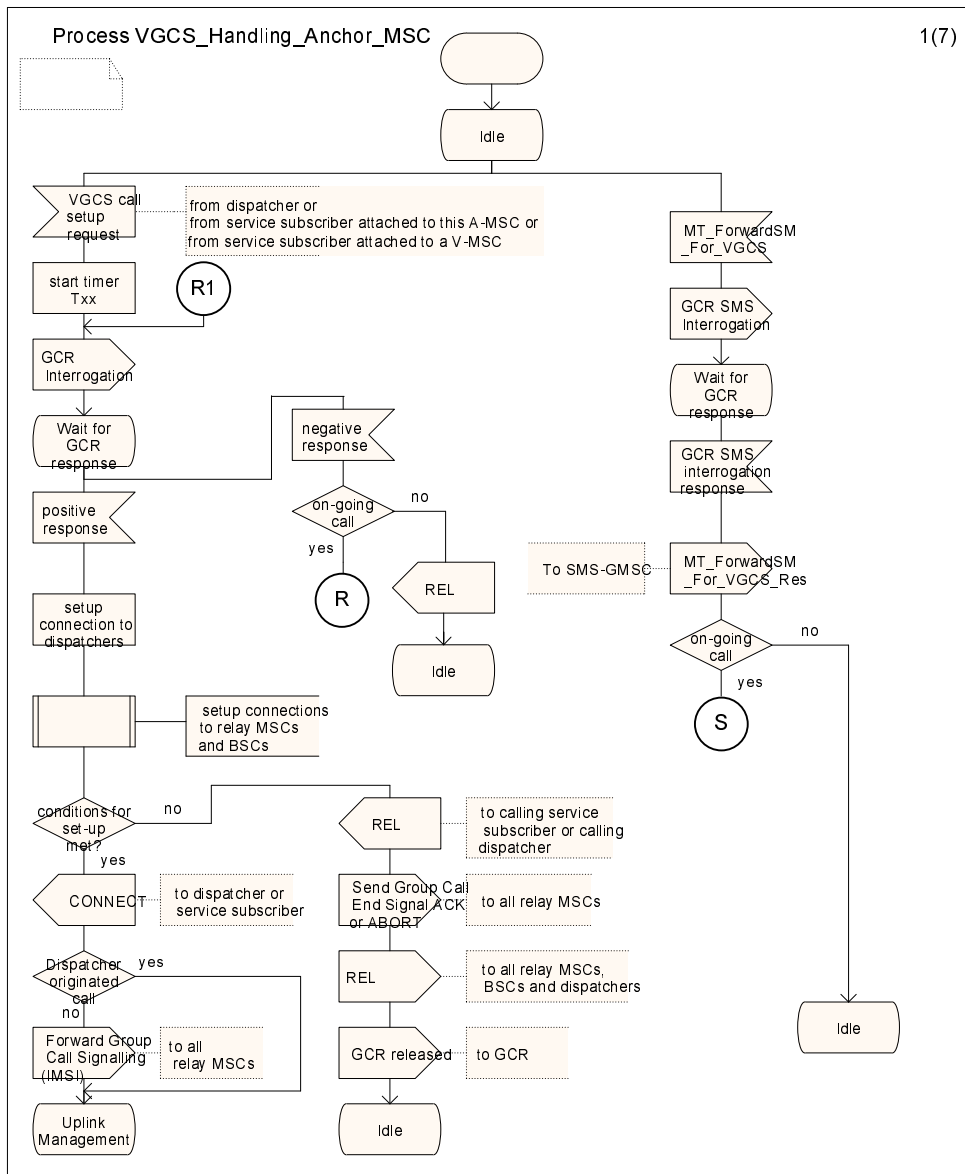 Process VGCS_Handling_Anchor_MSC
1(7)
Idle
VGCS call
setup
request
from dispatcher or
from service subscriber attached to this A-MSC or
from service subscriber attached to a V-MSC
start timer
Txx
R1
GCR
Interrogation
Wait for
GCR
response
negative
response
on-going
call
no
yes
R
REL
Idle
positive
response
setup
connection to
dispatchers
setup connections
to relay MSCs
and BSCs
conditions for
set-up
met?
no
yes
CONNECT
to dispatcher or
service subscriber
Dispatcher
originated
call
yes
no
Forward Group
Call Signalling
(IMSI)
to all
relay MSCs
Uplink
Management
REL
to calling service
subscriber or calling
dispatcher
Send Group Call
End Signal ACK
or ABORT
to all relay MSCs
REL
to all relay MSCs,
BSCs and dispatchers
GCR released
to GCR
Idle
MT_ForwardSM
_For_VGCS
GCR SMS
Interrogation
Wait for
GCR
response
GCR SMS
interrogation
response
To SMS-GMSC
MT_ForwardSM
_For_VGCS_Res
on-going
call
no
yes
S
Idle